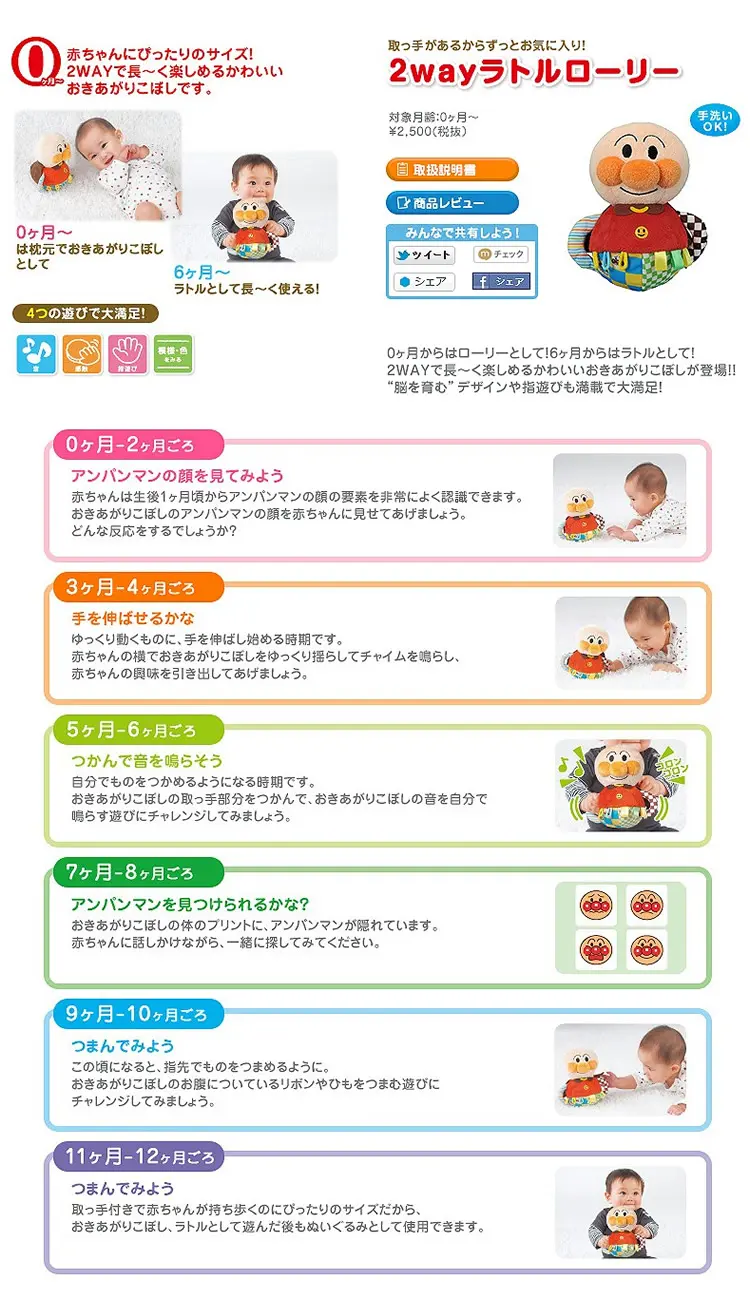 0ヶ月〜
赤ちゃんにぴったりのサイズ!
2WAYで長〜く楽しめるかわいい
おきあがりこぼしです。
0ヶ月〜
は枕元でおきあがりこぼし
として
6ヶ月〜
ラトルとして長〜く使える!
4つの遊びで大満足!
音
感触
指遊び
模様・色
をみる
取っ手があるからずっとお気に入り!
2wayラトルローリー
対象月齢:0ヶ月〜
¥2,500(税抜)
手洗い
OK!
取扱説明書
商品レビュー
みんなで共有しよう!
ツイート
m チェック
シェア
f シェア
0ヶ月からはローリーとして!6ヶ月からはラトルとして!
2WAYで長〜く楽しめるかわいいおきあがりこぼしが登場!!
“脳を育む”デザインや指遊びも満載で大満足!
0ヶ月-2ヶ月ごろ
アンパンマンの顔を見てみよう
赤ちゃんは生後1ヶ月頃からアンパンマンの顔の要素を非常によく認識できます。
おきあがりこぼしのアンパンマンの顔を赤ちゃんに見せてあげましょう。
どんな反応をするでしょうか?
3ヶ月-4ヶ月ごろ
手を伸ばせるかな
ゆっくり動くものに、手を伸ばし始める時期です。
赤ちゃんの横でおきあがりこぼしをゆっくり揺らしてチャイムを鳴らし、
赤ちゃんの興味を引き出してあげましょう。
5ヶ月-6ヶ月ごろ
つかんで音を鳴らそう
自分でものをつかめるようになる時期です。
おきあがりこぼしの取っ手部分をつかんで、おきあがりこぼしの音を自分で
鳴らす遊びにチャレンジしてみましょう。
コロン
コロン
7ヶ月-8ヶ月ごろ
アンパンマンを見つけられるかな?
おきあがりこぼしの体のプリントに、アンパンマンが隠れています。
赤ちゃんに話しかけながら、一緒に探してみてください。
9ヶ月-10ヶ月ごろ
つまんでみよう
この頃になると、指先でものをつまめるように。
おきあがりこぼしのお腹についているリボンやひもをつまむ遊びに
チャレンジしてみましょう。
11ヶ月-12ヶ月ごろ
つまんでみよう
取っ手付きで赤ちゃんが持ち歩くのにぴったりのサイズだから、
おきあがりこぼし、ラトルとして遊んだ後もぬいぐるみとして使用できます。